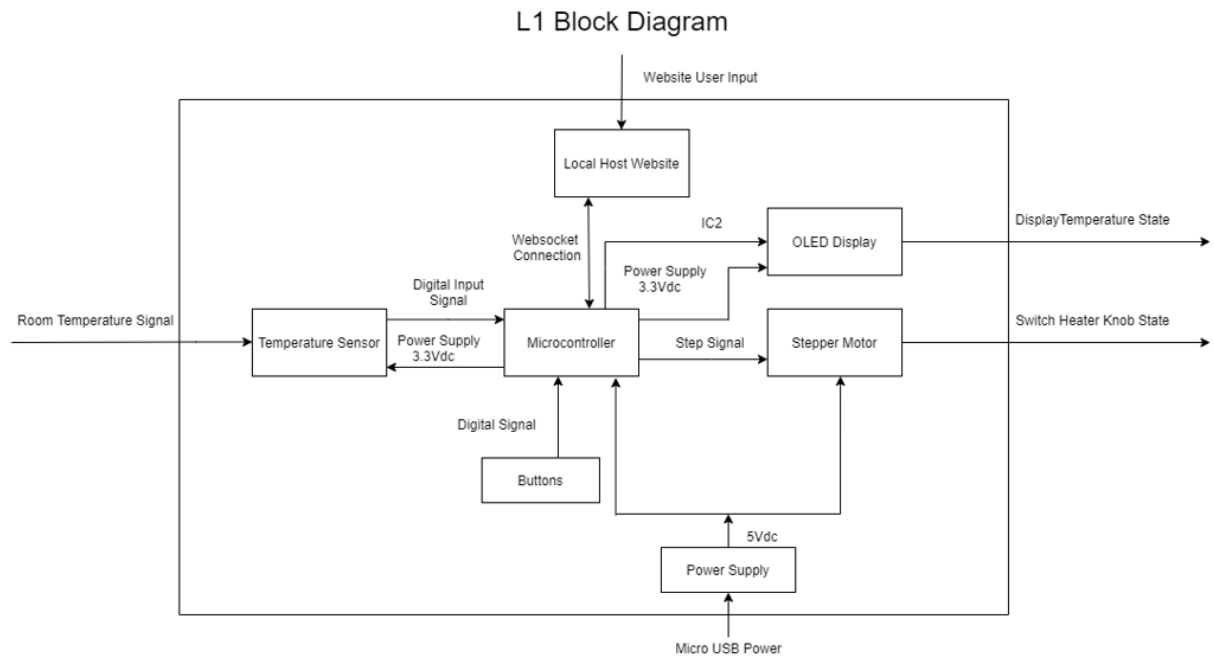 L1 Block Diagram
Website User Input
Local Host Website
IC2
DisplayTemperature State
OLED Display
Websocket
Connection
Power Supply
3.3Vdc
Digital Input
Signal
Room Temperature Signal
Switch Heater Knob State
Temperature Sensor
Power Supply
3.3Vdc
Microcontroller
Step Signal
Stepper Motor
Digital Signal
Buttons
5Vdc
Power Supply
Micro USB Power